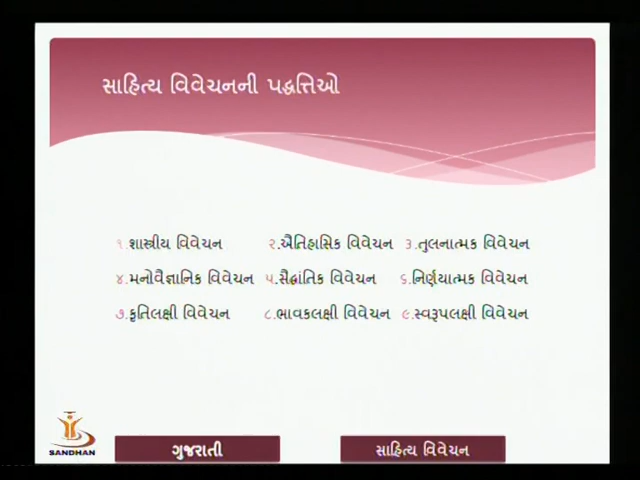 સાહિત્ય વિવેચનની પદ્ધતિઓ
૧.શાસ્ત્રીય વિવેચન ૨.ઐતિહાસિક વિવેચન ૩.તુલનાત્મક વિવેચન
૪.મનોવૈજ્ઞાનિક વિવેચન ૫.સૈદ્ધાંતિક વિવેચન ૬.નિર્ણયાત્મક વિવેચન
૭.કૃતિલક્ષી વિવેચન ૮.ભાવકલક્ષી વિવેચન ૯.સ્વરૂપલક્ષી વિવેચન
SANDHAN ગુજરાતી સાહિત્ય વિવેચન